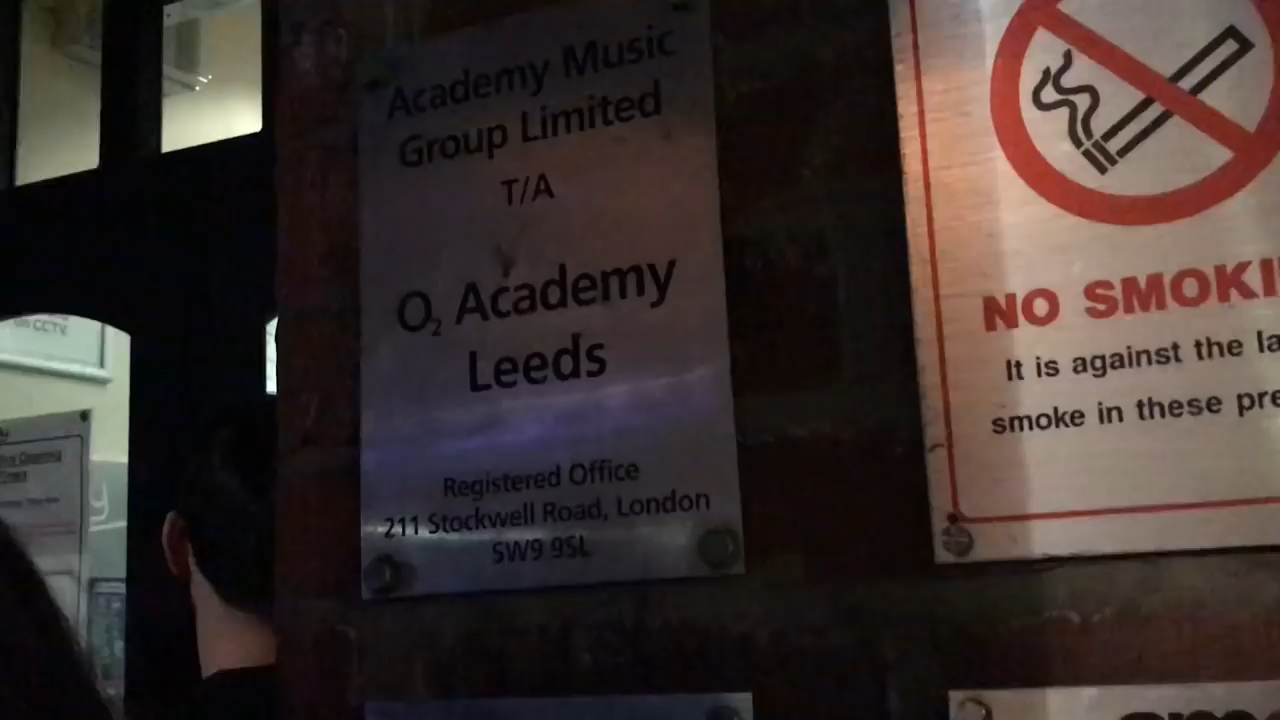 Academy Music
Group Limited
T/A
O₂ Academy
Leeds
Registered Office
211 Stockwell Road, London
SW9 9SL
NO SMOKI
It is against the la
smoke in these pre
on CCTV